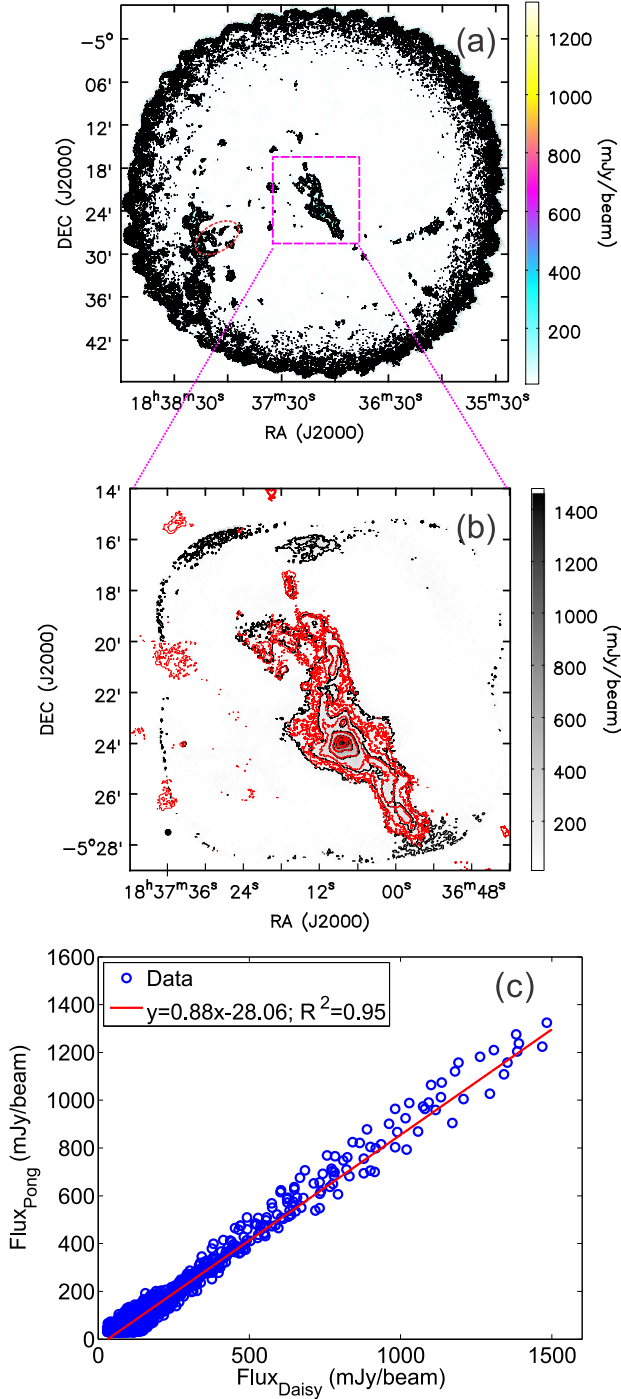 (a)
−5°
06'
12'
18'
24'
30'
36'
42'
DEC (J2000)
18ʰ38ᵐ30ˢ
37ᵐ30ˢ
36ᵐ30ˢ
35ᵐ30ˢ
RA (J2000)
1200
1000
800
600
400
200
(mJy/beam)
(b)
14'
16'
18'
20'
22'
24'
26'
−5°28'
DEC (J2000)
18ʰ37ᵐ36ˢ
24ˢ
12ˢ
00ˢ
36ᵐ48ˢ
RA (J2000)
1400
1200
1000
800
600
400
200
(mJy/beam)
(c)
Data
y=0.88x-28.06; R²=0.95
1600
1400
1200
1000
800
600
400
200
0
Flux_Pong (mJy/beam)
0
500
1000
1500
Flux_Daisy (mJy/beam)